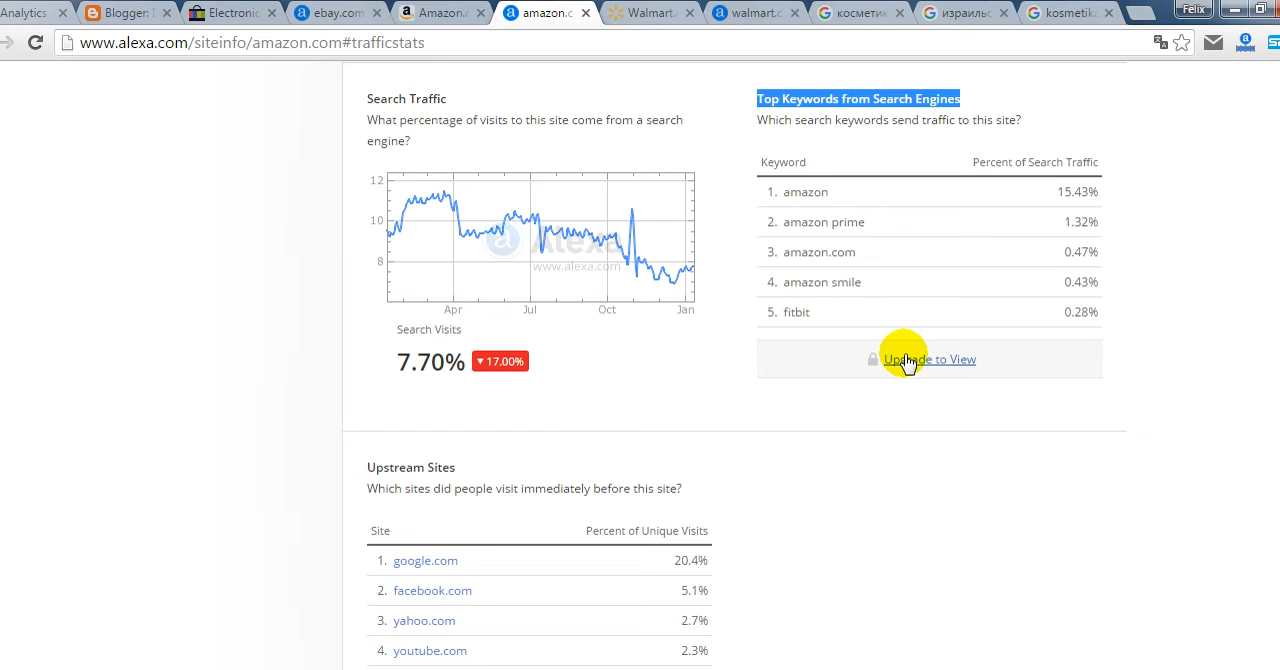 Analytics
Blogger:
Electronic
ebay.com
Amazon.
amazon.c
Walmart.
walmart.c
косметик
израильс
kosmetik
Felix
www.alexa.com/siteinfo/amazon.com#trafficstats
Search Traffic
What percentage of visits to this site come from a search
engine?
12
10
8
Alexa
www.alexa.com
Apr
Jul
Oct
Jan
Search Visits
7.70%
17.00%
Top Keywords from Search Engines
Which search keywords send traffic to this site?
Keyword Percent of Search Traffic
1. amazon 15.43%
2. amazon prime 1.32%
3. amazon.com 0.47%
4. amazon smile 0.43%
5. fitbit 0.28%
Upgrade to View
Upstream Sites
Which sites did people visit immediately before this site?
Site Percent of Unique Visits
1. google.com 20.4%
2. facebook.com 5.1%
3. yahoo.com 2.7%
4. youtube.com 2.3%